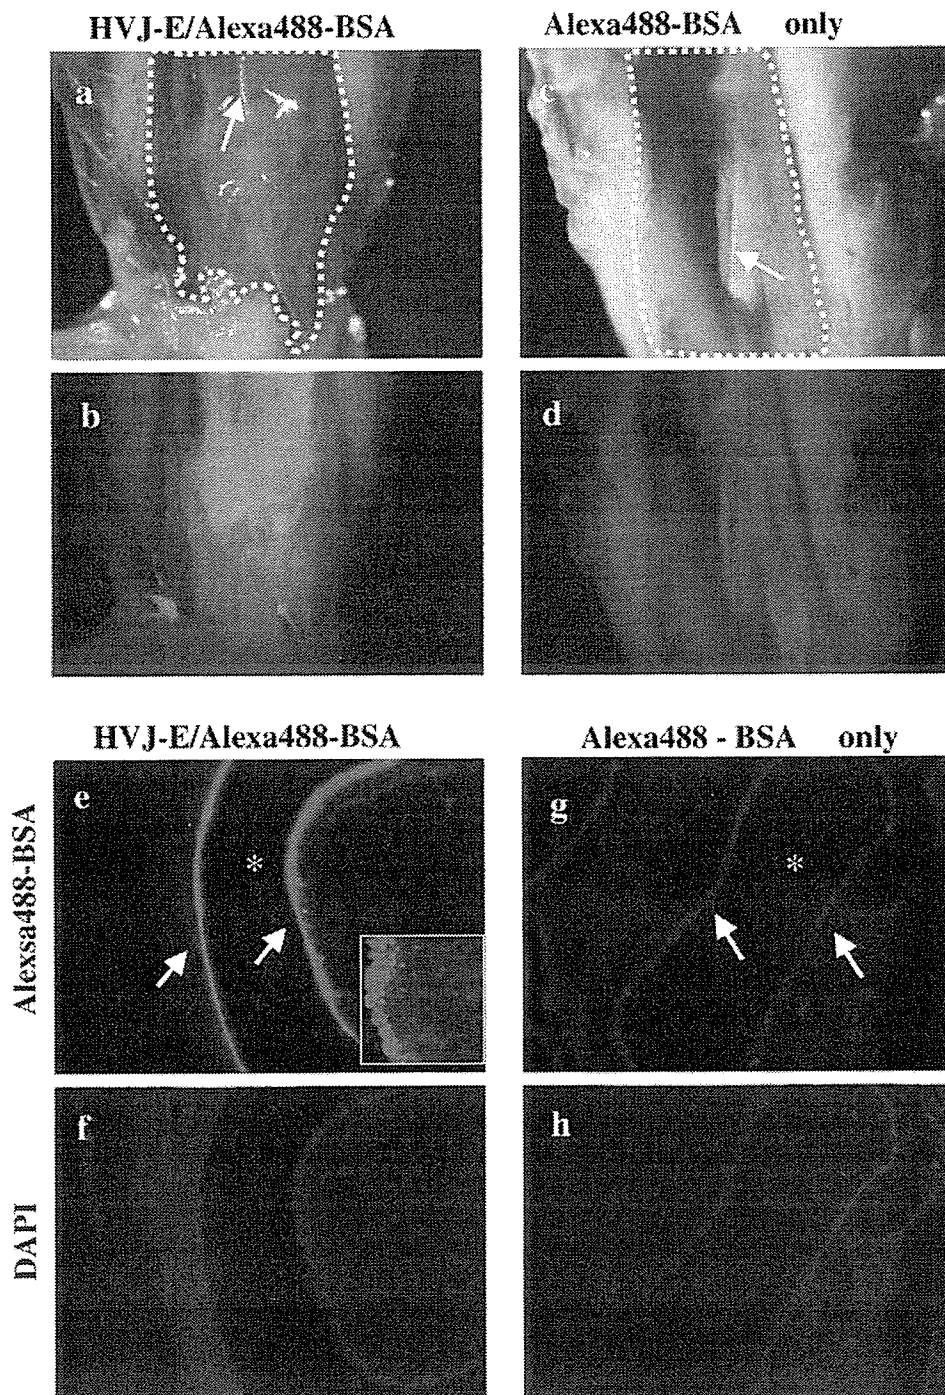 HVJ-E/Alexa488-BSA
Alexa488-BSA only
a
c
b
d
HVJ-E/Alexa488-BSA
Alexa488 - BSA only
Alexsa488-BSA
e
*
g
*
DAPI
f
h